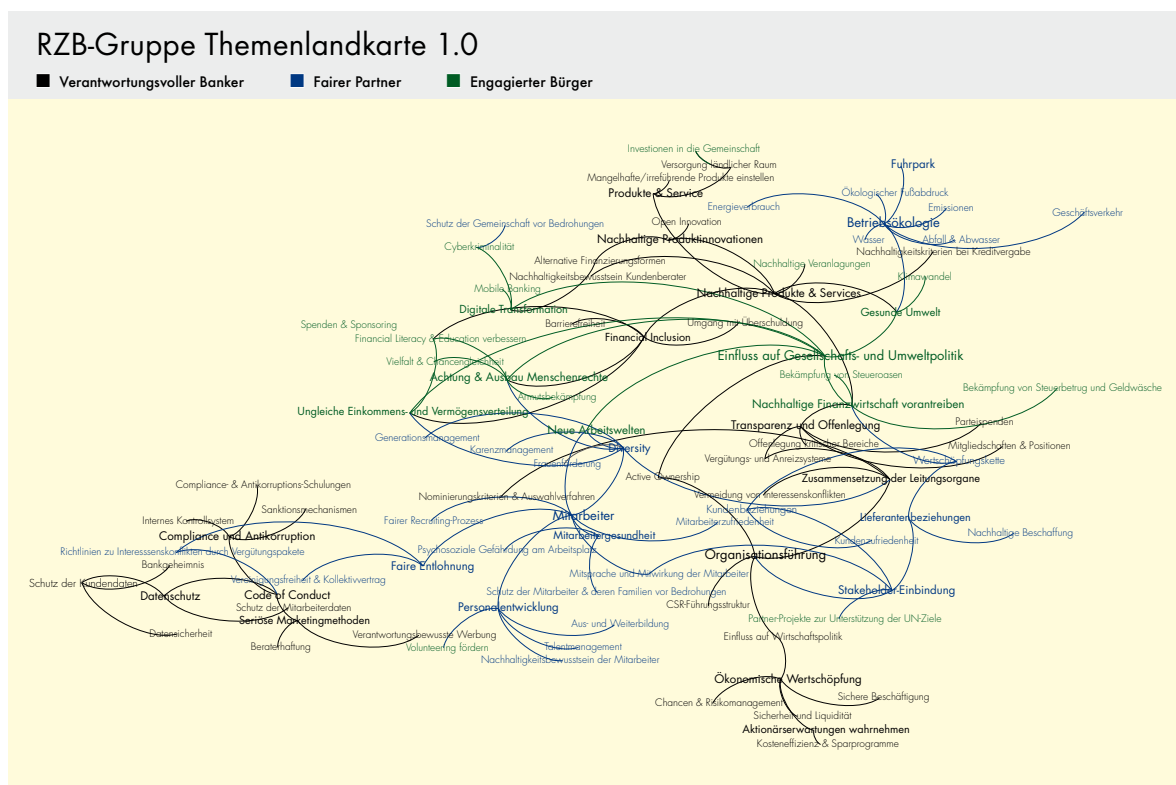 RZB-Gruppe Themenlandkarte 1.0
Verantwortungsvoller Banker Fairer Partner Engagierter Bürger
Investionen in die Gemeinschaft
Versorgung ländlicher Raum
Fuhrpark
Mangelhafte/irreführende Produkte einstellen
Produkte & Service
Ökologischer Fußabdruck
Energieverbrauch
Emissionen
Geschäftsverkehr
Schutz der Gemeinschaft vor Bedrohungen
Open Innovation
Betriebsökologie
Nachhaltige Produktinnovationen
Wasser
Abfall & Abwasser
Cyberkriminalität
Nachhaltigkeitskriterien bei Kreditvergabe
Alternative Finanzierungsformen
Nachhaltige Veranlagungen
Nachhaltigkeitsbewusstsein Kundenberater
Klimawandel
Mobile Banking
Nachhaltige Produkte & Services
Digitale Transformation
Gesunde Umwelt
Spenden & Sponsoring
Barrierefreiheit
Umgang mit Überschuldung
Financial Literacy & Education verbessern
Financial Inclusion
Vielfalt & Chancengleichheit
Einfluss auf Gesellschafts- und Umweltpolitik
Achtung & Ausbau Menschenrechte
Bekämpfung von Steueroasen
Bekämpfung von Steuerbetrug und Geldwäsche
Armutsbekämpfung
Ungleiche Einkommens- und Vermögensverteilung
Nachhaltige Finanzwirtschaft vorantreiben
Parteispenden
Neue Arbeitswelten
Transparenz und Offenlegung
Generationsmanagement
Offenlegung kritischer Bereiche
Mitgliedschaften & Positionen
Karenzmanagement
Diversity
Vergütungs- und Anreizsysteme
Wertschöpfungskette
Frauenförderung
Active Ownership
Zusammensetzung der Leitungsorgane
Compliance- & Antikorruptions-Schulungen
Nominierungskriterien & Auswahlverfahren
Vermeidung von Interessenskonflikten
Sanktionsmechanismen
Kundenbeziehungen
Internes Kontrollsystem
Fairer Recruiting-Prozess
Mitarbeiter
Mitarbeiterzufriedenheit
Lieferantenbeziehungen
Compliance und Antikorruption
Mitarbeitergesundheit
Nachhaltige Beschaffung
Kundenzufriedenheit
Richtlinien zu Interesssenskonflikten durch Vergütungspakete
Psychosoziale Gefährdung am Arbeitsplatz
Organisationsführung
Bankgeheimnis
Faire Entlohnung
Mitsprache und Mitwirkung der Mitarbeiter
Schutz der Kundendaten
Vereinigungsfreiheit & Kollektivvertrag
Datenschutz
Code of Conduct
Schutz der Mitarbeiter & deren Familien vor Bedrohungen
Stakeholder-Einbindung
Schutz der Mitarbeiterdaten
Personalentwicklung
CSR-Führungsstruktur
Seriöse Marketingmethoden
Aus- und Weiterbildung
Partner-Projekte zur Unterstützung der UN-Ziele
Datensicherheit
Verantwortungsbewusste Werbung
Einfluss auf Wirtschaftspolitik
Beraterhaftung
Volunteering fördern
Talentmanagement
Nachhaltigkeitsbewusstsein der Mitarbeiter
Ökonomische Wertschöpfung
Chancen & Risikomanagement
Sichere Beschäftigung
Sicherheit und Liquidität
Aktionärserwartungen wahrnehmen
Kosteneffizienz & Sparprogramme